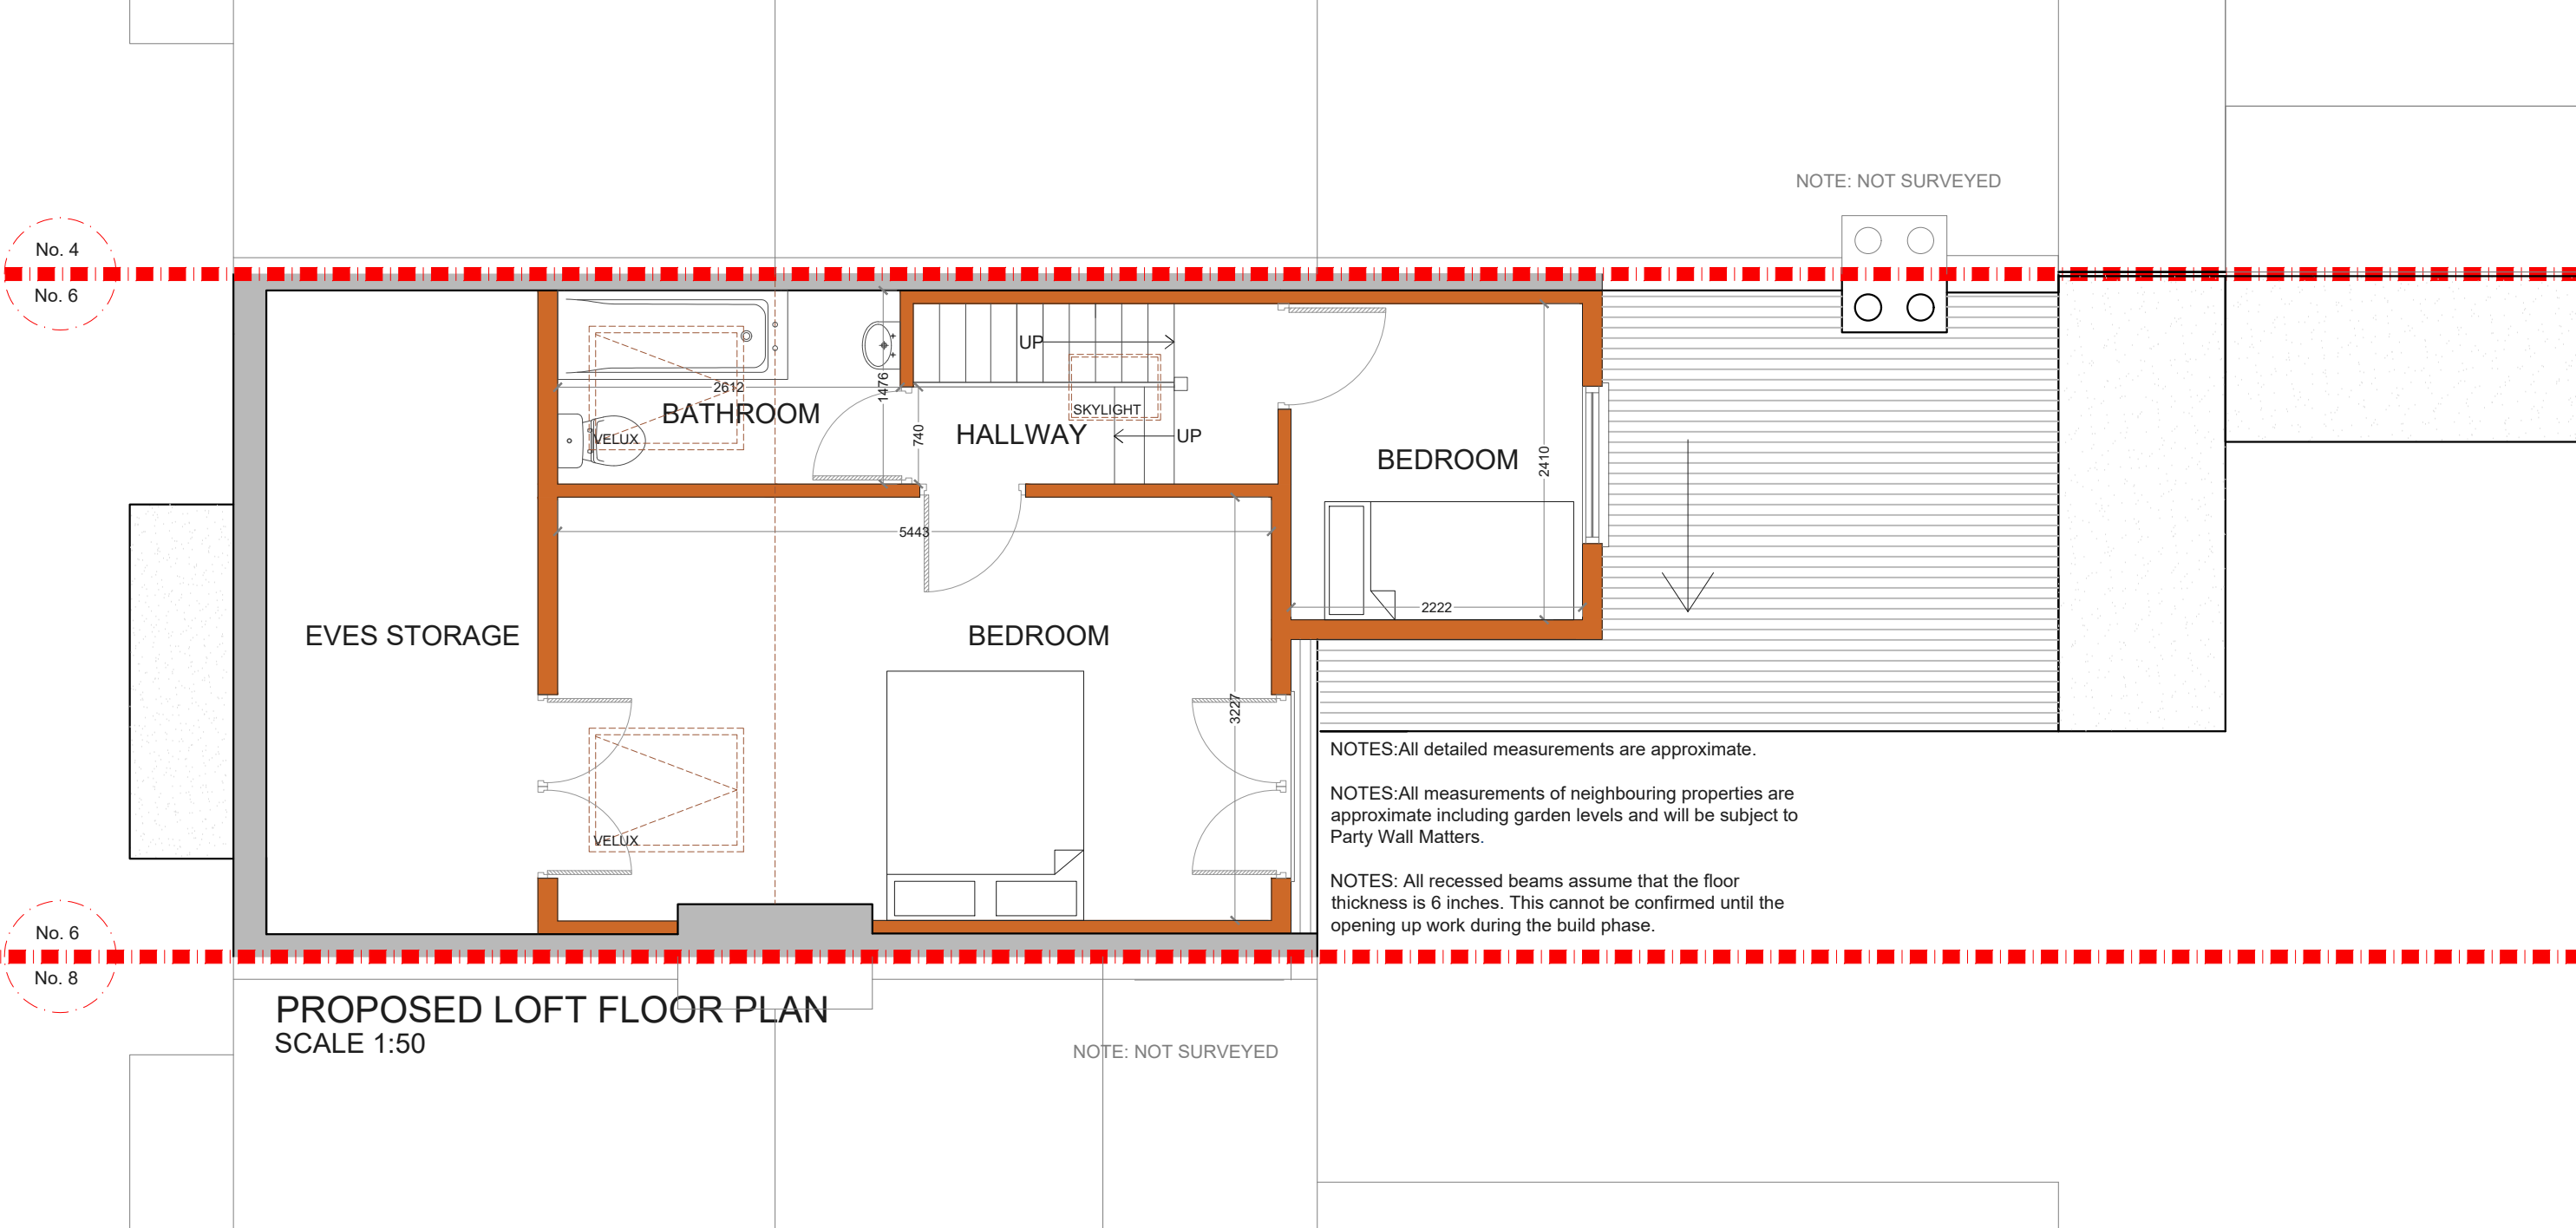 NOTE: NOT SURVEYED
No. 4
No. 6
UP
2612
1476
BATHROOM
SKYLIGHT
VELUX
740
HALLWAY
UP
BEDROOM
2410
5443
2222
EVES STORAGE
BEDROOM
3227
VELUX
NOTES:All detailed measurements are approximate.
NOTES:All measurements of neighbouring properties are
approximate including garden levels and will be subject to
Party Wall Matters.
NOTES: All recessed beams assume that the floor
thickness is 6 inches. This cannot be confirmed until the
opening up work during the build phase.
No. 6
No. 8
PROPOSED LOFT FLOOR PLAN
SCALE 1:50
NOTE: NOT SURVEYED